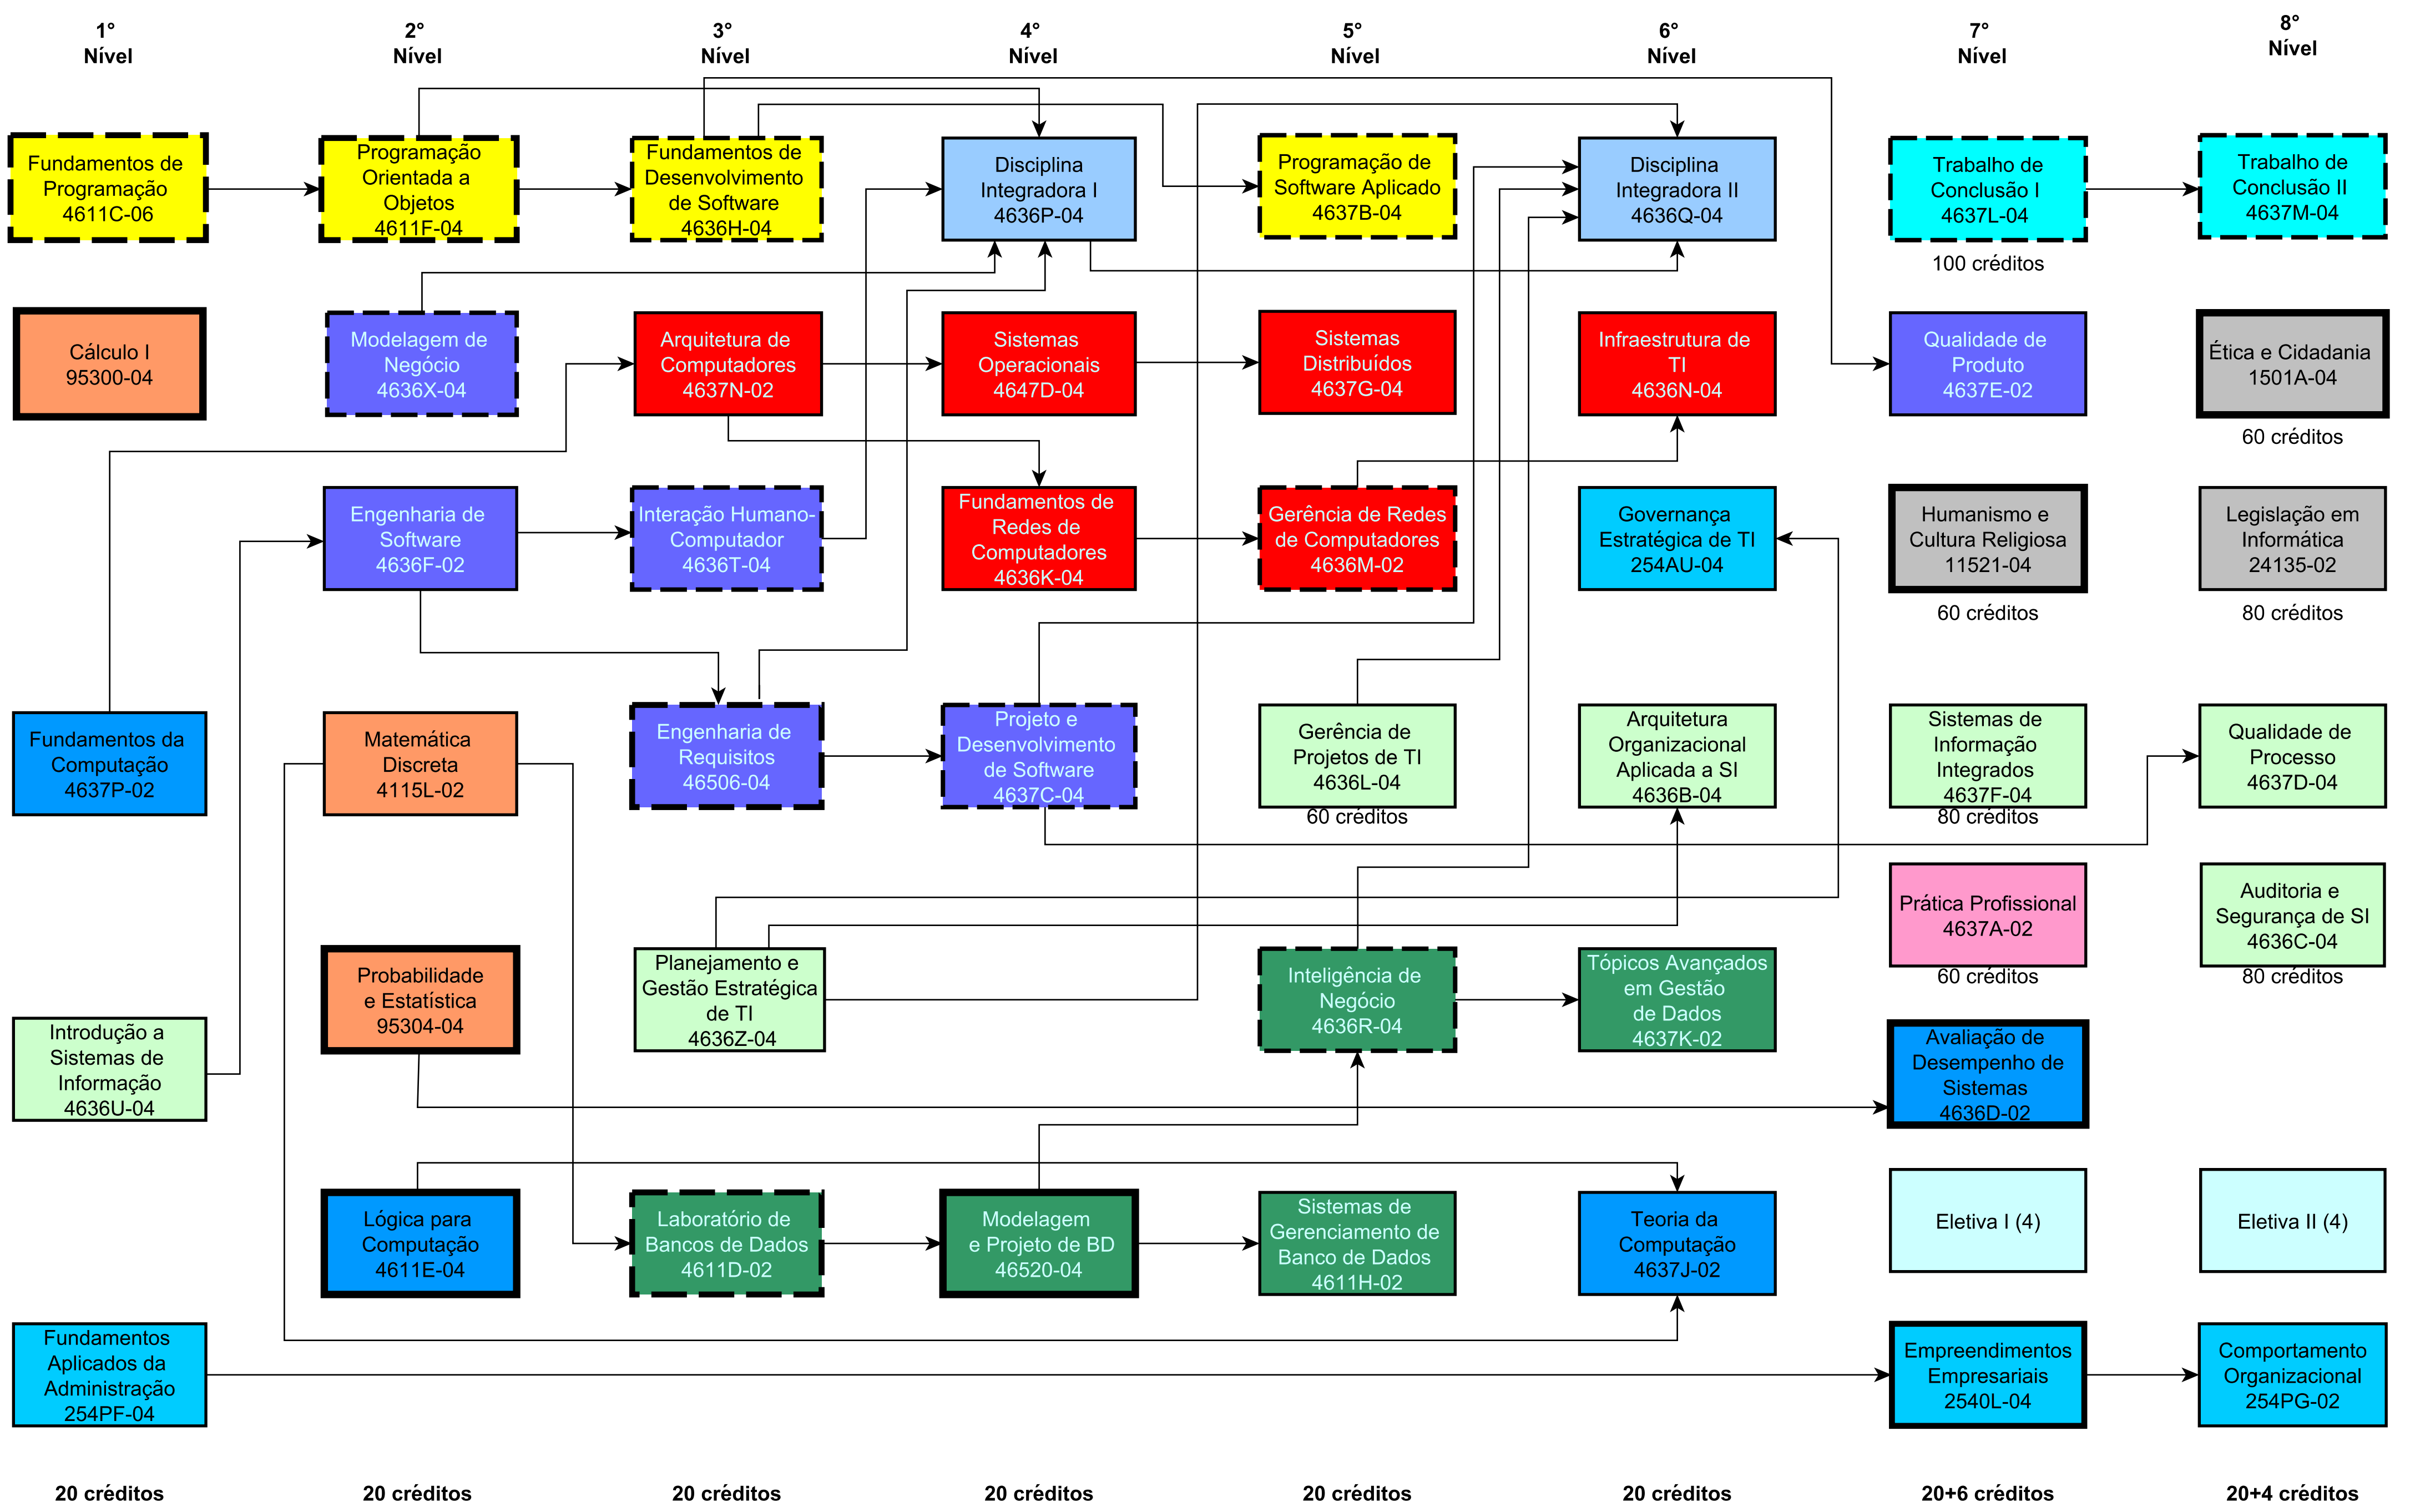 1°
Nível
2°
Nível
3°
Nível
4°
Nível
5°
Nível
6°
Nível
7°
Nível
8°
Nível
Fundamentos de
Programação
4611C-06
Programação
Orientada a
Objetos
4611F-04
Fundamentos de
Desenvolvimento
de Software
4636H-04
Disciplina
Integradora I
4636P-04
Programação de
Software Aplicado
4637B-04
Disciplina
Integradora II
4636Q-04
Trabalho de
Conclusão I
4637L-04
100 créditos
Trabalho de
Conclusão II
4637M-04
Cálculo I
95300-04
Modelagem de
Negócio
4636X-04
Arquitetura de
Computadores
4637N-02
Sistemas
Operacionais
4647D-04
Sistemas
Distribuídos
4637G-04
Infraestrutura de
TI
4636N-04
Qualidade de
Produto
4637E-02
Ética e Cidadania
1501A-04
60 créditos
Engenharia de
Software
4636F-02
Interação Humano-
Computador
4636T-04
Fundamentos de
Redes de
Computadores
4636K-04
Gerência de Redes
de Computadores
4636M-02
Governança
Estratégica de TI
254AU-04
Humanismo e
Cultura Religiosa
11521-04
60 créditos
Legislação em
Informática
24135-02
80 créditos
Fundamentos da
Computação
4637P-02
Matemática
Discreta
4115L-02
Engenharia de
Requisitos
46506-04
Projeto e
Desenvolvimento
de Software
4637C-04
Gerência de
Projetos de TI
4636L-04
60 créditos
Arquitetura
Organizacional
Aplicada a SI
4636B-04
Sistemas de
Informação
Integrados
4637F-04
80 créditos
Qualidade de
Processo
4637D-04
Prática Profissional
4637A-02
60 créditos
Auditoria e
Segurança de SI
4636C-04
80 créditos
Introdução a
Sistemas de
Informação
4636U-04
Probabilidade
e Estatística
95304-04
Planejamento e
Gestão Estratégica
de TI
4636Z-04
Inteligência de
Negócio
4636R-04
Tópicos Avançados
em Gestão
de Dados
4637K-02
Avaliação de
Desempenho de
Sistemas
4636D-02
Lógica para
Computação
4611E-04
Laboratório de
Bancos de Dados
4611D-02
Modelagem
e Projeto de BD
46520-04
Sistemas de
Gerenciamento de
Banco de Dados
4611H-02
Teoria da
Computação
4637J-02
Eletiva I (4)
Eletiva II (4)
Fundamentos
Aplicados da
Administração
254PF-04
Empreendimentos
Empresariais
2540L-04
Comportamento
Organizacional
254PG-02
20 créditos
20 créditos
20 créditos
20 créditos
20 créditos
20 créditos
20+6 créditos
20+4 créditos